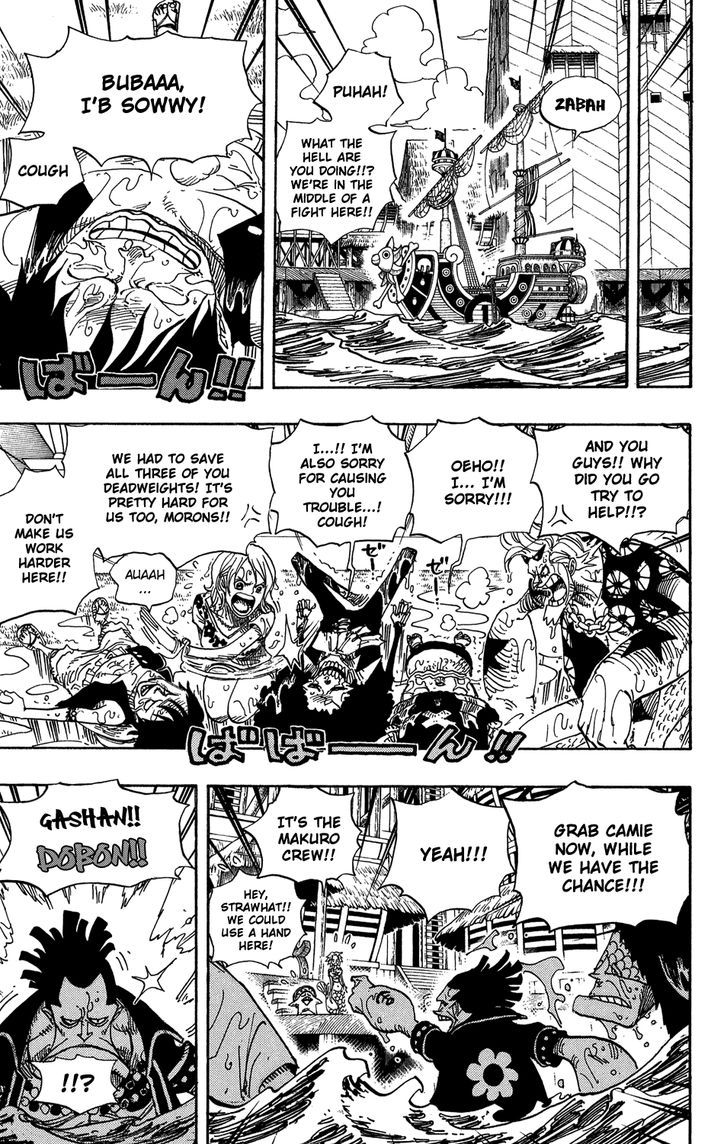 ZABAH
PUHAH!
WHAT THE
HELL ARE
YOU DOING!!?
WE'RE IN THE
MIDDLE OF A
FIGHT HERE!!
BUBAAA,
I'B SOWWY!
COUGH
ばーん!!
AND YOU
GUYS!! WHY
DID YOU GO
TRY TO
HELP!!?
OEHO!!
I... I'M
SORRY!!!
I...!! I'M
ALSO SORRY
FOR CAUSING
YOU
TROUBLE...!
COUGH!
WE HAD TO SAVE
ALL THREE OF YOU
DEADWEIGHTS! IT'S
PRETTY HARD FOR
US TOO, MORONS!!
DON'T
MAKE US
WORK
HARDER
HERE!!
AUAAH
...
ゼー
ゼー
ばばーーん!!
GRAB CAMIE
NOW, WHILE
WE HAVE THE
CHANCE!!!
YEAH!!!
IT'S THE
MAKURO
CREW!!
HEY,
STRAWHAT!!
WE COULD
USE A HAND
HERE!
GASHAN!!
DOBON!!
!!?